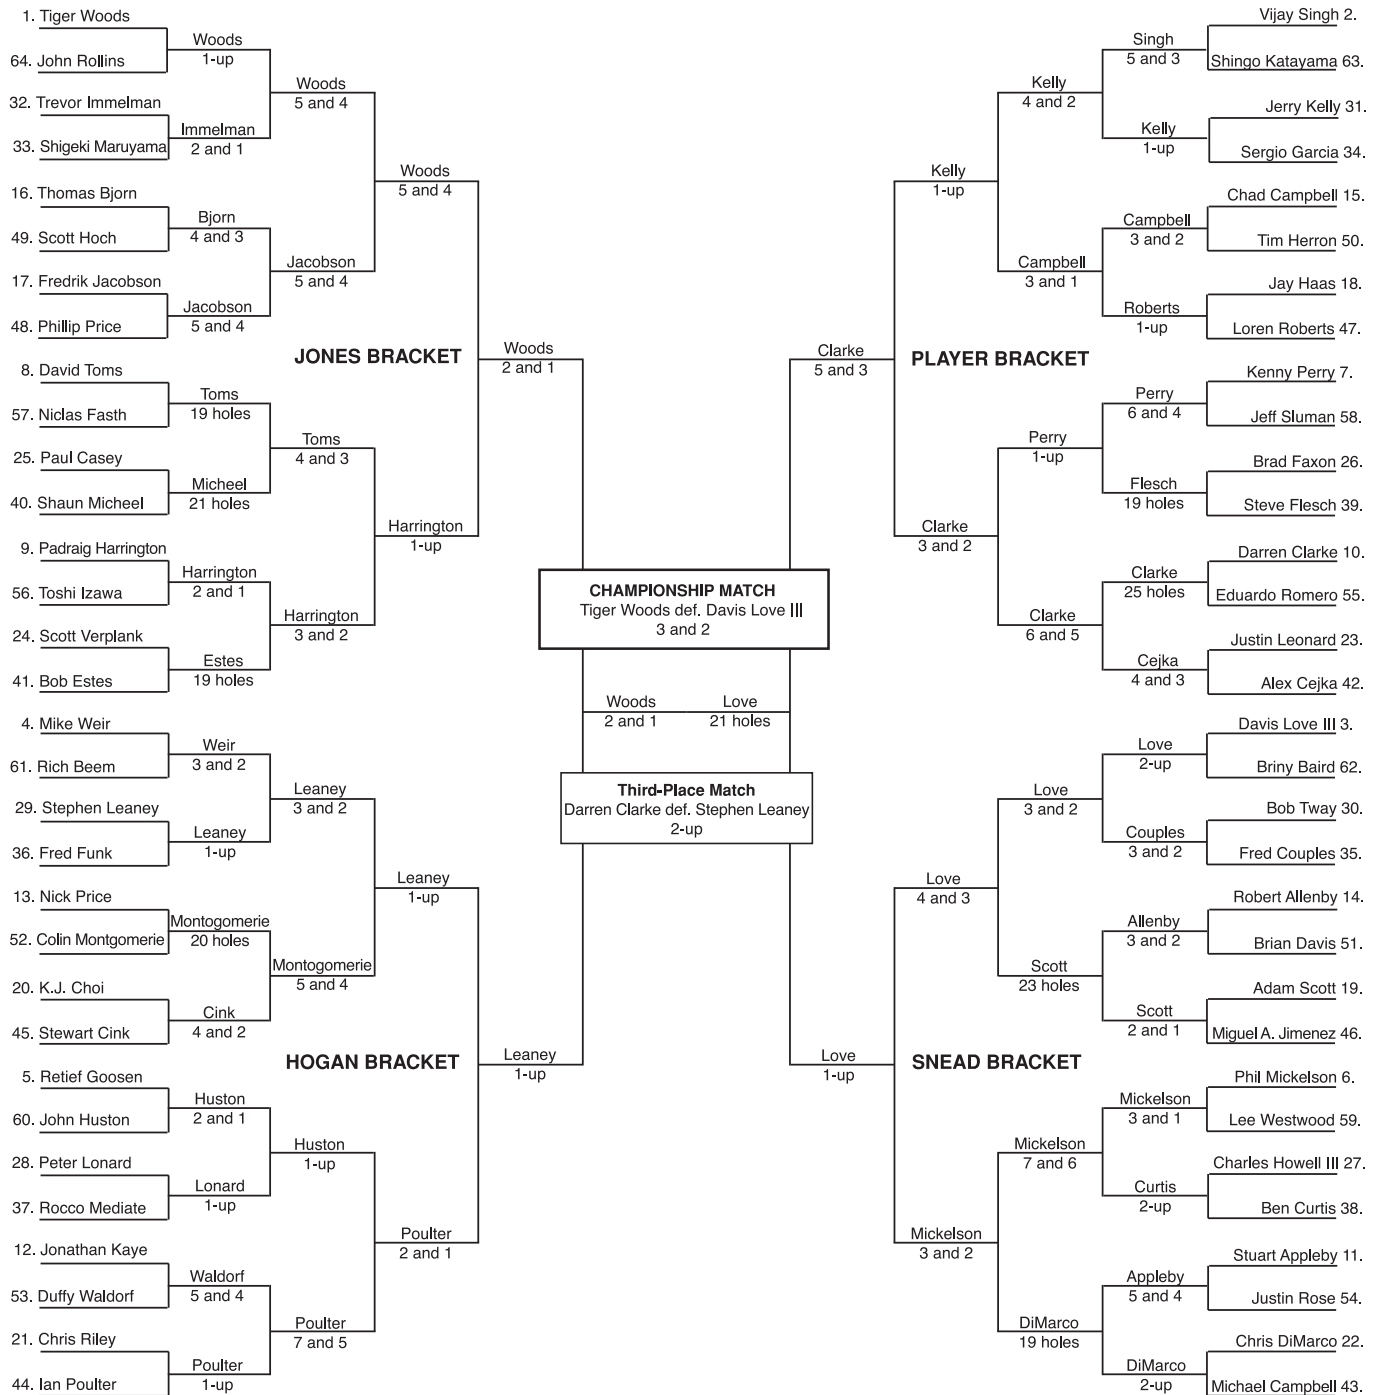 1. Tiger Woods
Woods
1-up
64. John Rollins
Woods
5 and 4
32. Trevor Immelman
Immelman
2 and 1
33. Shigeki Maruyama
Woods
5 and 4
16. Thomas Bjorn
Bjorn
4 and 3
49. Scott Hoch
Jacobson
5 and 4
17. Fredrik Jacobson
Jacobson
5 and 4
48. Phillip Price
JONES BRACKET
Woods
2 and 1
8. David Toms
Toms
19 holes
57. Niclas Fasth
Toms
4 and 3
25. Paul Casey
Micheel
21 holes
40. Shaun Micheel
Harrington
1-up
9. Padraig Harrington
Harrington
2 and 1
56. Toshi Izawa
Harrington
3 and 2
24. Scott Verplank
Estes
19 holes
41. Bob Estes
4. Mike Weir
Weir
3 and 2
61. Rich Beem
Leaney
3 and 2
29. Stephen Leaney
Leaney
1-up
36. Fred Funk
Leaney
1-up
13. Nick Price
Montogomerie
20 holes
52. Colin Montgomerie
Montogomerie
5 and 4
20. K.J. Choi
Cink
4 and 2
45. Stewart Cink
HOGAN BRACKET
Leaney
1-up
5. Retief Goosen
Huston
2 and 1
60. John Huston
Huston
1-up
28. Peter Lonard
Lonard
1-up
37. Rocco Mediate
Poulter
2 and 1
12. Jonathan Kaye
Waldorf
5 and 4
53. Duffy Waldorf
Poulter
7 and 5
21. Chris Riley
Poulter
1-up
44. Ian Poulter
CHAMPIONSHIP MATCH
Tiger Woods def. Davis Love III
3 and 2
Woods
2 and 1
Love
21 holes
Third-Place Match
Darren Clarke def. Stephen Leaney
2-up
Vijay Singh 2.
Singh
5 and 3
Shingo Katayama 63.
Kelly
4 and 2
Jerry Kelly 31.
Kelly
1-up
Sergio Garcia 34.
Kelly
1-up
Chad Campbell 15.
Campbell
3 and 2
Tim Herron 50.
Campbell
3 and 1
Jay Haas 18.
Roberts
1-up
Loren Roberts 47.
Clarke
5 and 3
PLAYER BRACKET
Kenny Perry 7.
Perry
6 and 4
Jeff Sluman 58.
Perry
1-up
Brad Faxon 26.
Flesch
19 holes
Steve Flesch 39.
Clarke
3 and 2
Darren Clarke 10.
Clarke
25 holes
Eduardo Romero 55.
Clarke
6 and 5
Justin Leonard 23.
Cejka
4 and 3
Alex Cejka 42.
Davis Love III 3.
Love
2-up
Briny Baird 62.
Love
3 and 2
Bob Tway 30.
Couples
3 and 2
Fred Couples 35.
Love
4 and 3
Robert Allenby 14.
Allenby
3 and 2
Brian Davis 51.
Scott
23 holes
Adam Scott 19.
Scott
2 and 1
Miguel A. Jimenez 46.
Love
1-up
SNEAD BRACKET
Phil Mickelson 6.
Mickelson
3 and 1
Lee Westwood 59.
Mickelson
7 and 6
Charles Howell III 27.
Curtis
2-up
Ben Curtis 38.
Mickelson
3 and 2
Stuart Appleby 11.
Appleby
5 and 4
Justin Rose 54.
DiMarco
19 holes
Chris DiMarco 22.
DiMarco
2-up
Michael Campbell 43.